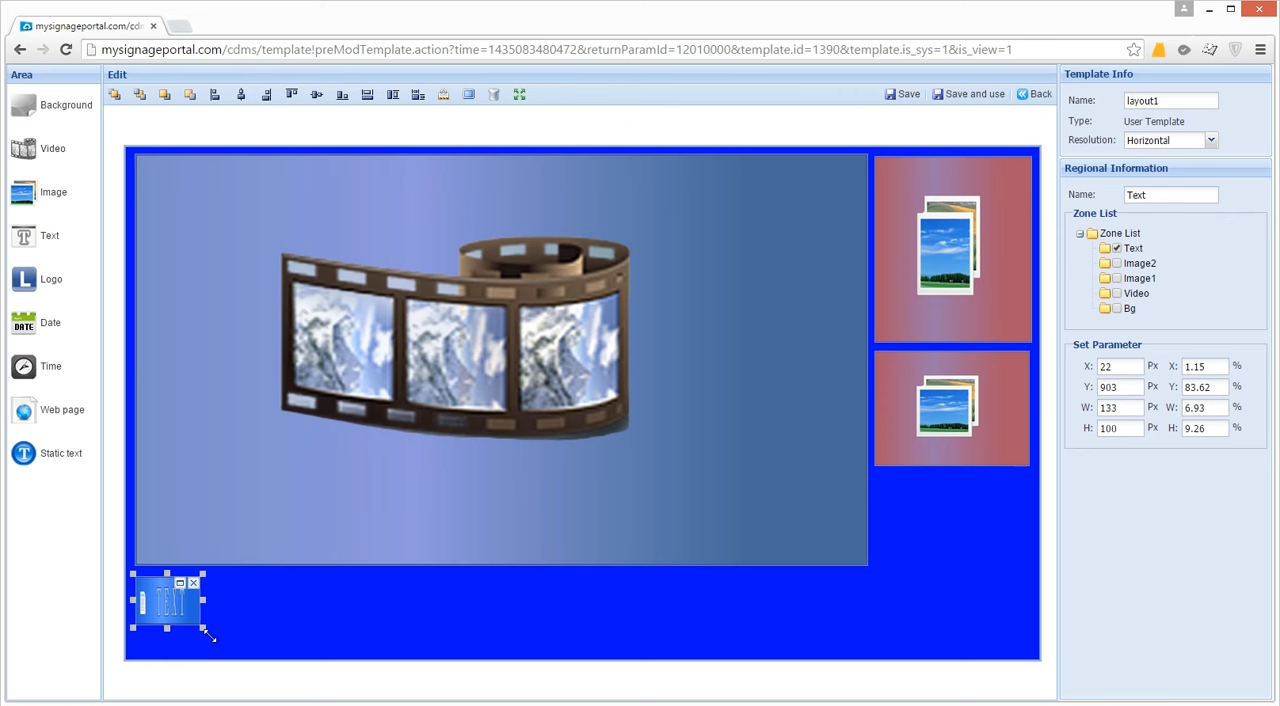 mysignageportal.com/cdm
mysignageportal.com/cdms/template!preModTemplate.action?time=1435083480472&returnParamId=12010000&template.id=1390&template.is_sys=1&is_view=1
Area
Background
Video
Image
T Text
L Logo
DATE Date
Time
Web page
T Static text
Edit
Save
Save and use
Back
TEXT
Template Info
Name: layout1
Type: User Template
Resolution: Horizontal
Regional Information
Name: Text
Zone List
Zone List
Text
Image2
Image1
Video
Bg
Set Parameter
X: 22 Px X: 1.15 %
Y: 903 Px Y: 83.62 %
W: 133 Px W: 6.93 %
H: 100 Px H: 9.26 %